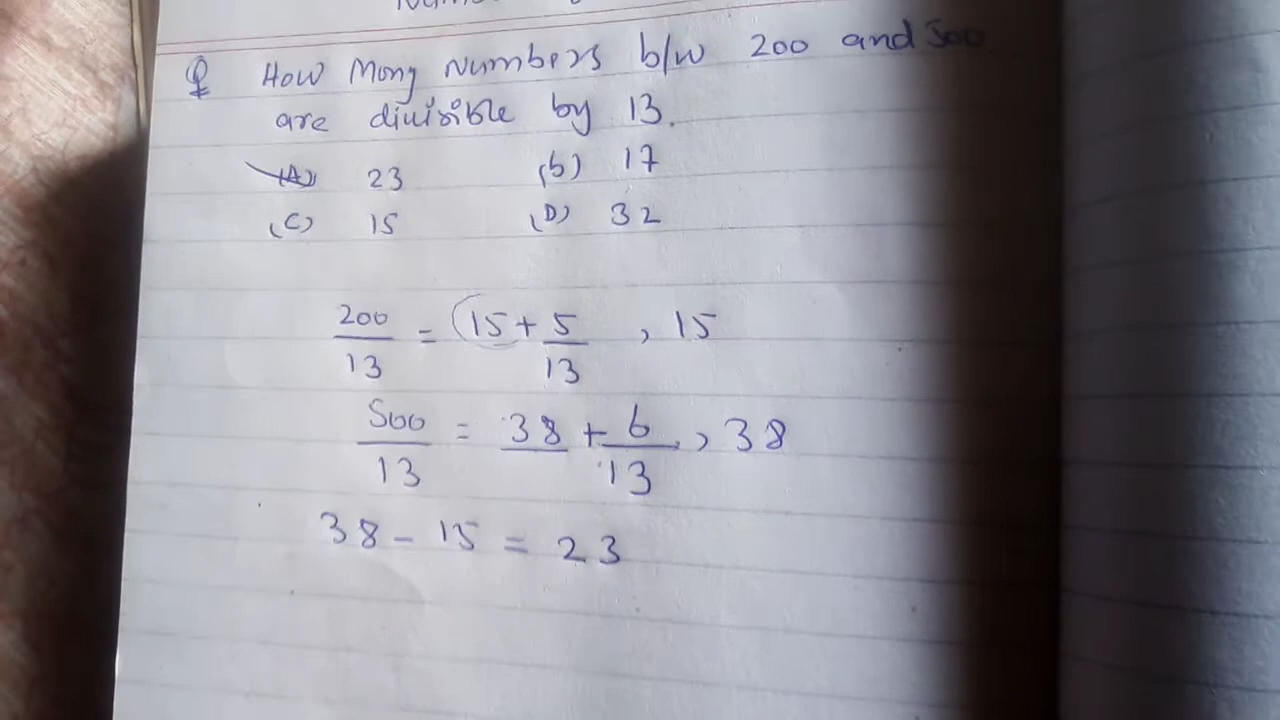 Q How Many Numbers b/w 200 and 500
are divisible by 13.
(A) 23 (b) 17
(C) 15 (D) 32
200/13 = (15 + 5/13 , 15
500/13 = 38 + 6/13 , 38
38 - 15 = 23